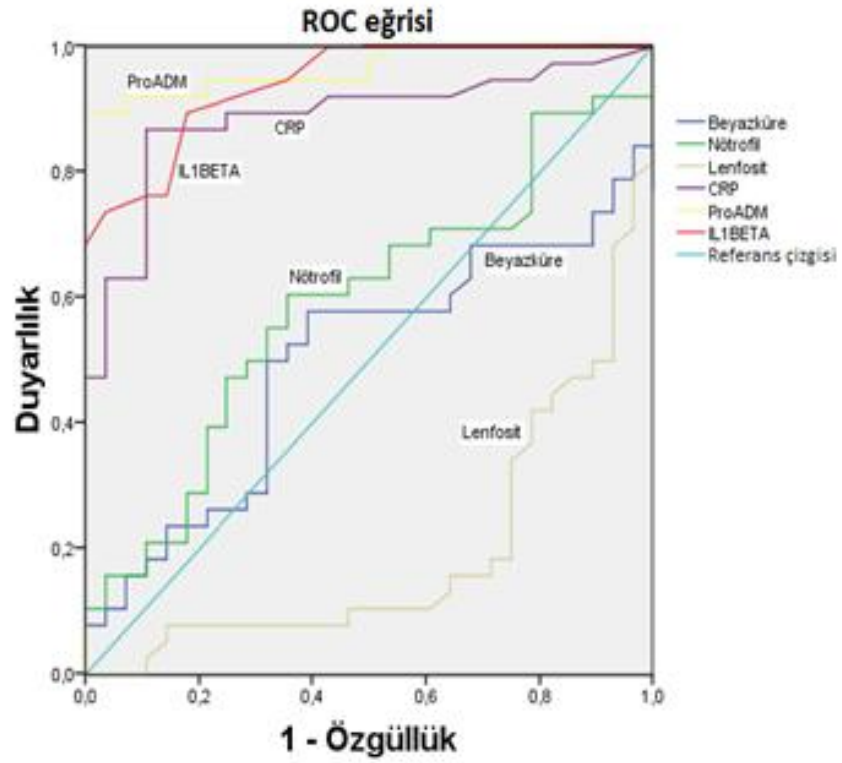 ROC eğrisi
1,0
0,8
0,6
0,4
0,2
0,0
0,0
0,2
0,4
0,6
0,8
1,0
Duyarlılık
1 - Özgüllük
ProADM
CRP
IL1BETA
Nötrofil
Beyazküre
Lenfosit
Beyazküre
Nötrofil
Lenfosit
CRP
ProADM
IL1BETA
Referans çizgisi